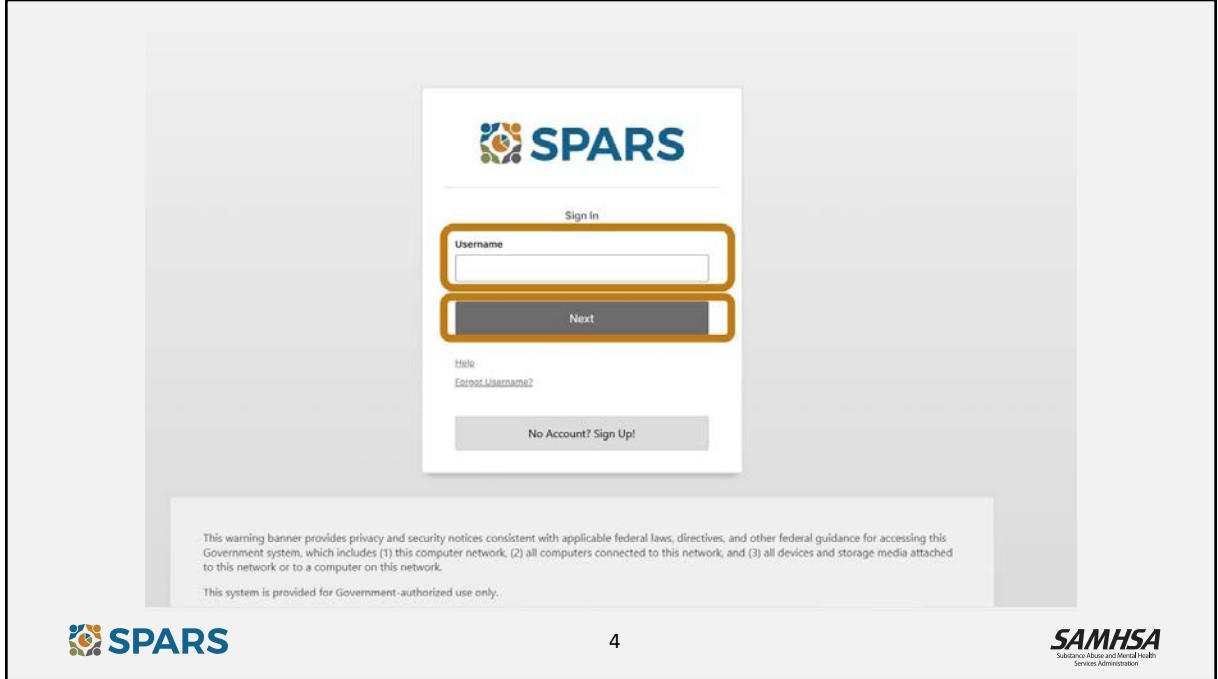 SPARS
Sign In
Username
Next
Help
Forgot Username?
No Account? Sign Up!
This warning banner provides privacy and security notices consistent with applicable federal laws, directives, and other federal guidance for accessing this
Government system, which includes (1) this computer network, (2) all computers connected to this network, and (3) all devices and storage media attached
to this network or to a computer on this network.
This system is provided for Government-authorized use only.
SPARS
4
SAMHSA
Substance Abuse and Mental Health
Services Administration